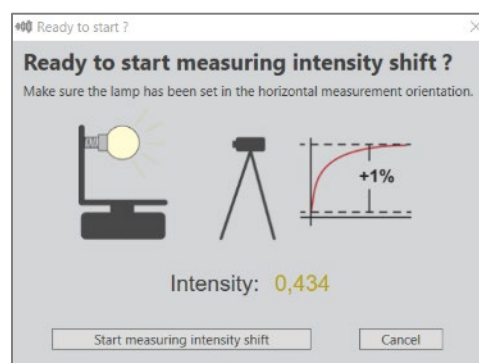 Ready to start ?
Ready to start measuring intensity shift ?
Make sure the lamp has been set in the horizontal measurement orientation.
+1%
Intensity: 0,434
Start measuring intensity shift
Cancel